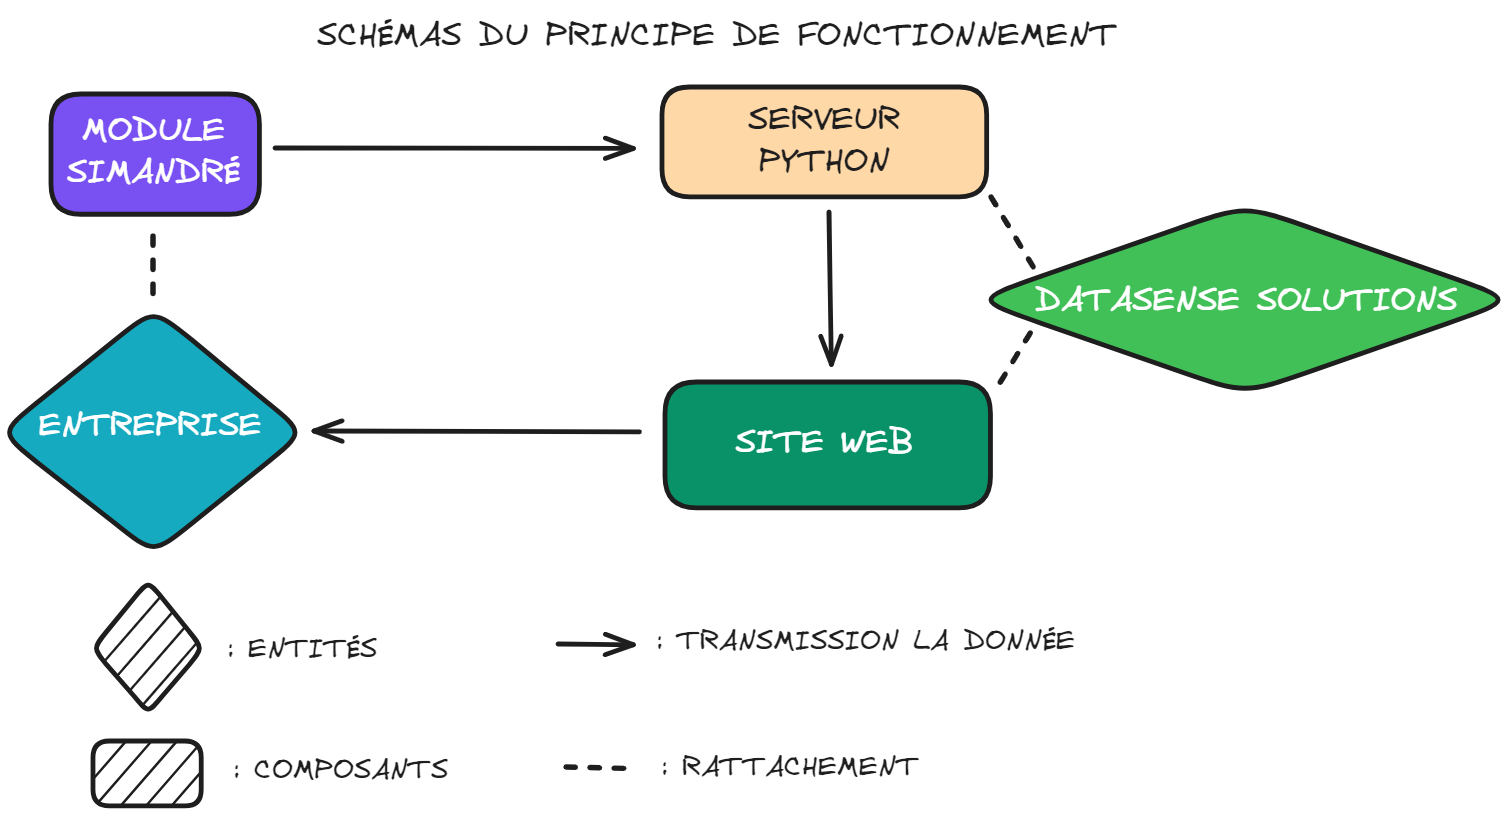 SCHÉMAS DU PRINCIPE DE FONCTIONNEMENT
MODULE
SIMANDRÉ
SERVEUR
PYTHON
DATASENSE SOLUTIONS
ENTREPRISE
SITE WEB
: ENTITÉS
: TRANSMISSION LA DONNÉE
: COMPOSANTS
: RATTACHEMENT